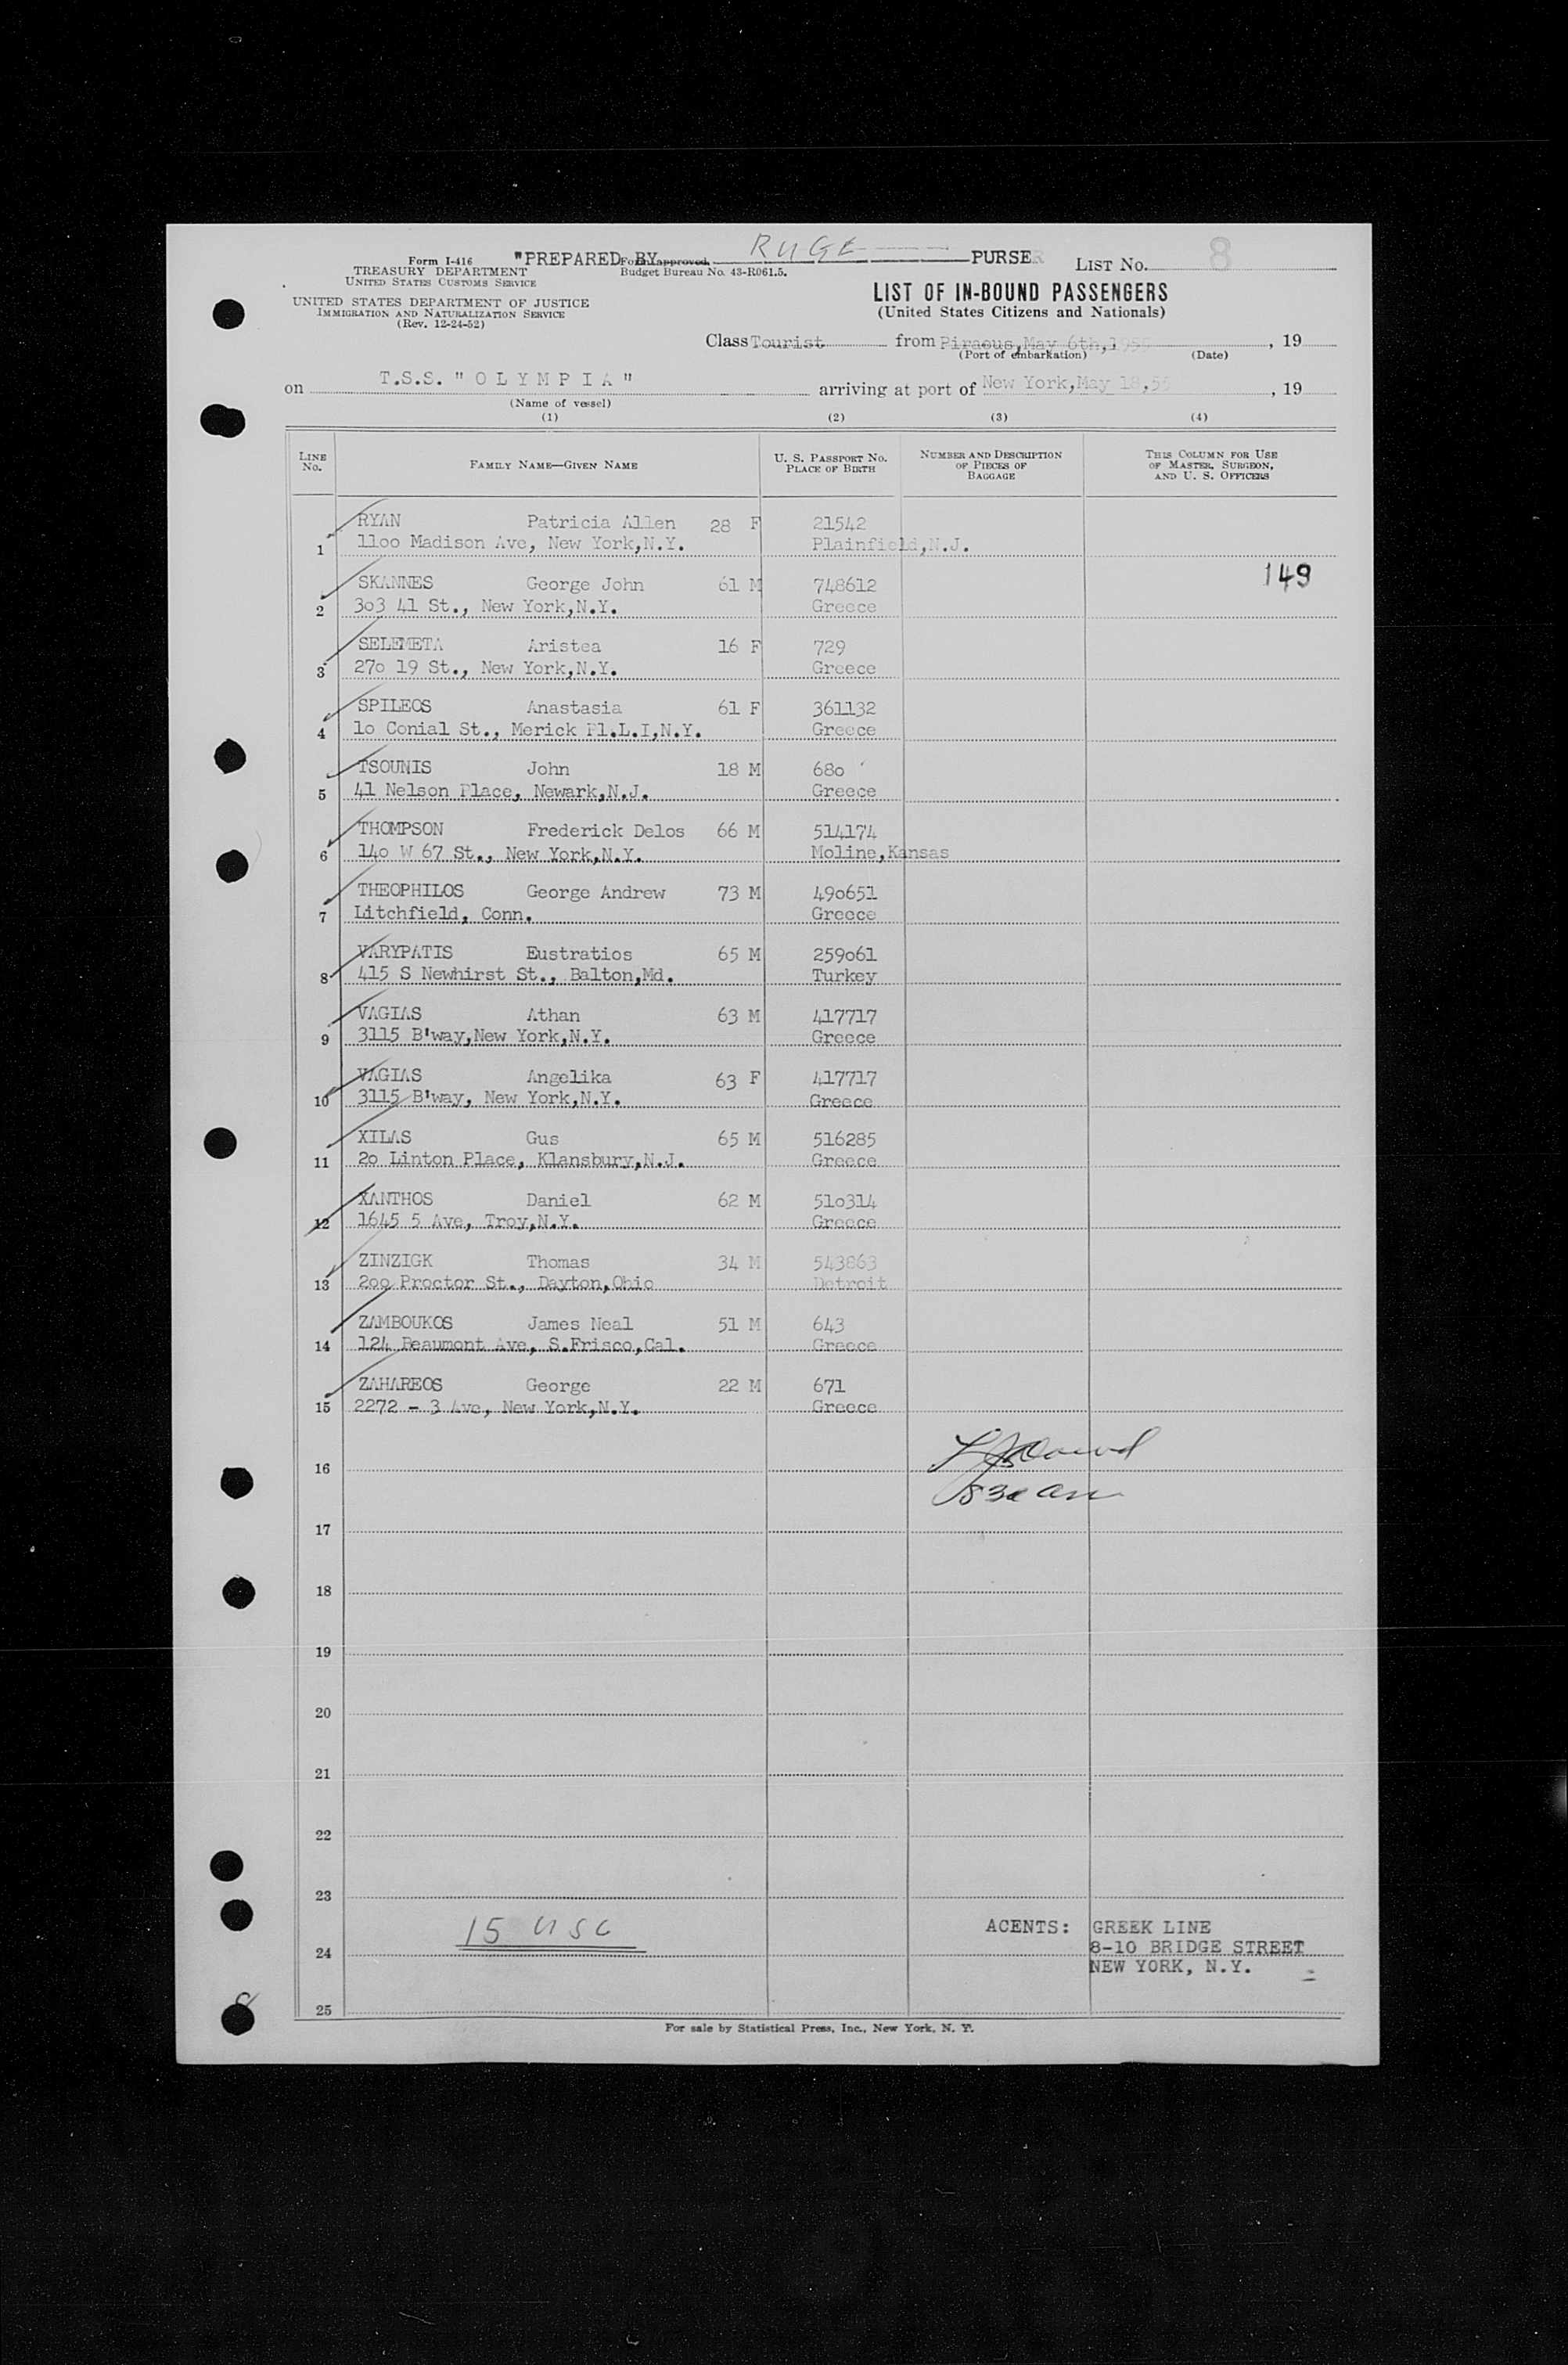 Form I-416
TREASURY DEPARTMENT
UNITED STATES CUSTOMS SERVICE
UNITED STATES DEPARTMENT OF JUSTICE
IMMIGRATION AND NATURALIZATION SERVICE
(Rev. 12-24-52)
"PREPARED BY RUGE PURSER
Form approved.
Budget Bureau No. 43-R061.5.
LIST No. 8
LIST OF IN-BOUND PASSENGERS
(United States Citizens and Nationals)
Class Tourist from Piraeus, May 6th, 1955, 19
(Port of embarkation) (Date)
on T.S.S. "OLYMPIA" arriving at port of New York, May 18,55, 19
(Name of vessel)
(1) (2) (3) (4)
LINE No. FAMILY NAME—GIVEN NAME U. S. PASSPORT No. PLACE OF BIRTH NUMBER AND DESCRIPTION OF PIECES OF BAGGAGE THIS COLUMN FOR USE OF MASTER, SURGEON, AND U. S. OFFICERS
RYAN Patricia Allen 28 F 21542
1 1100 Madison Ave, New York,N.Y. Plainfield,N.J.
149
SKANNES George John 61 M 748612
2 303 41 St., New York,N.Y. Greece
SELEMETA Aristea 16 F 729
3 270 19 St., New York,N.Y. Greece
SPILEOS Anastasia 61 F 361132
4 10 Conial St., Merick Pl.L.I,N.Y. Greece
TSOUNIS John 18 M 680
5 41 Nelson Place, Newark,N.J. Greece
THOMPSON Frederick Delos 66 M 514174
6 140 W 67 St., New York,N.Y. Moline,Kansas
THEOPHILOS George Andrew 73 M 490651
7 Litchfield, Conn. Greece
VARYPATIS Eustratios 65 M 259061
8 415 S Newhirst St., Balton,Md. Turkey
VAGIAS Athan 63 M 417717
9 3115 B'way,New York,N.Y. Greece
VAGIAS Angelika 63 F 417717
10 3115 B'way, New York,N.Y. Greece
XILAS Gus 65 M 516285
11 20 Linton Place, Klansbury,N.J. Greece
XANTHOS Daniel 62 M 510314
12 1645 5 Ave, Troy,N.Y. Greece
ZINZIGK Thomas 34 M 543863
13 200 Proctor St., Dayton,Ohio Detroit
ZAMBOUKOS James Neal 51 M 643
14 124 Beaumont Ave, S.Frisco,Cal. Greece
ZAHAREOS George 22 M 671
15 2272 - 3 Ave, New York,N.Y. Greece
16
17
18
19
20
21
22
23
15 USC
AGENTS: GREEK LINE
24
8-10 BRIDGE STREET
NEW YORK, N.Y.
8
25
For sale by Statistical Press, Inc., New York, N. Y.